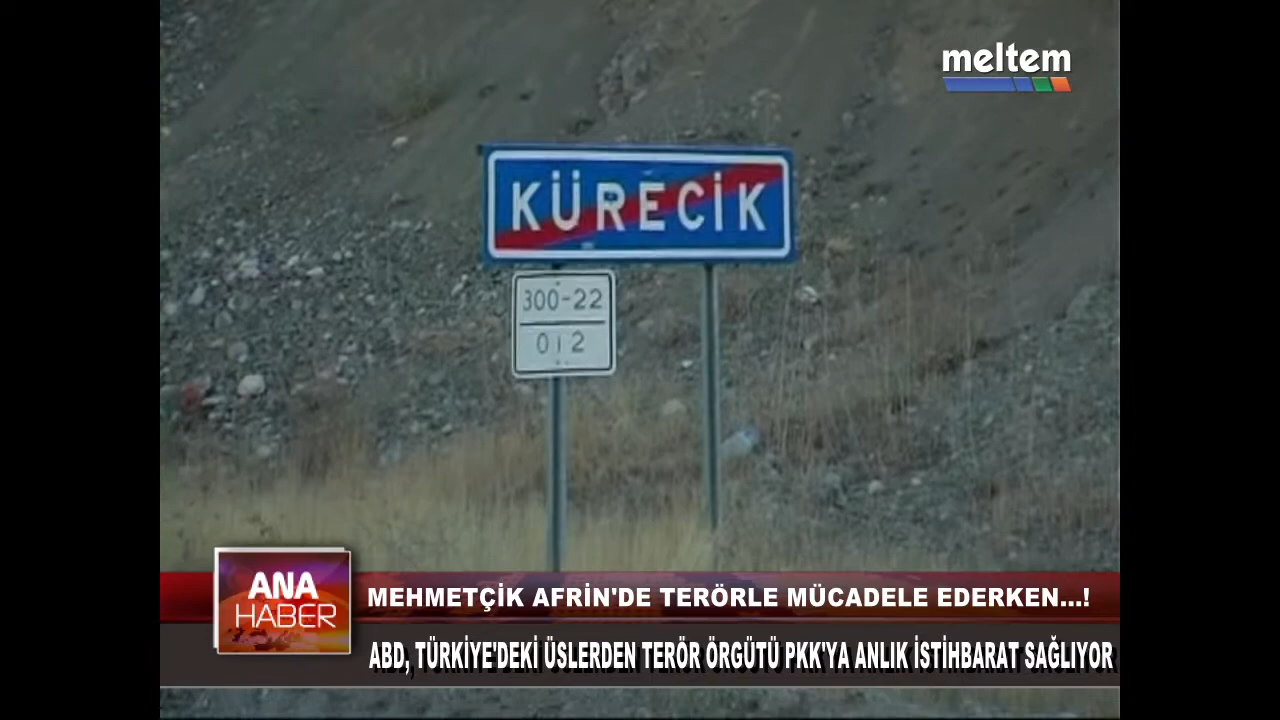 meltem
KÜRECİK
300-22
012
ANA
HABER
MEHMETÇİK AFRİN'DE TERÖRLE MÜCADELE EDERKEN...!
ABD, TÜRKİYE'DEKİ ÜSLERDEN TERÖR ÖRGÜTÜ PKK'YA ANLIK İSTİHBARAT SAĞLIYOR